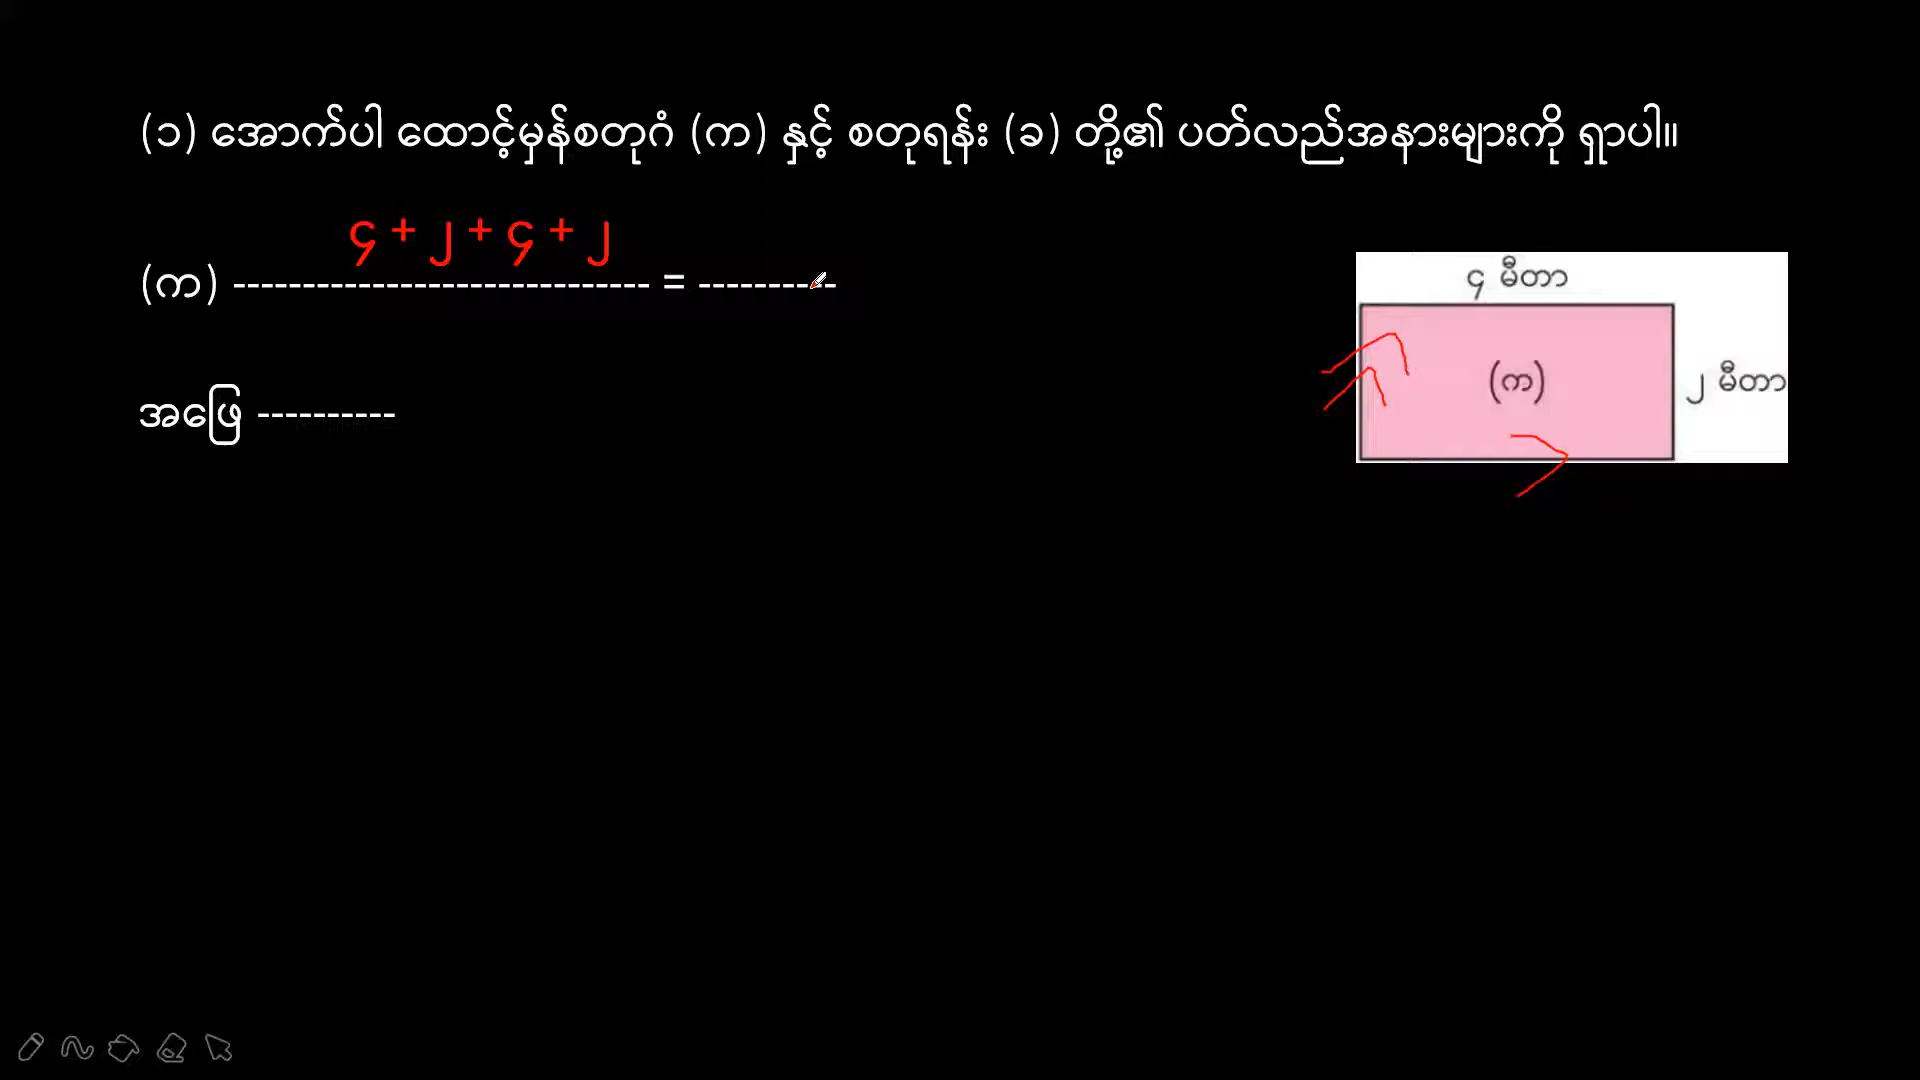 (၁) အောက်ပါ ထောင့်မှန်စတုဂံ (က) နှင့် စတုရန်း (ခ) တို့၏ ပတ်လည်အနားများကို ရှာပါ။
၄ + ၂ + ၄ + ၂
(က) ------------------------------ = ----------
၄ မီတာ
(က)
၂ မီတာ
အဖြေ ----------